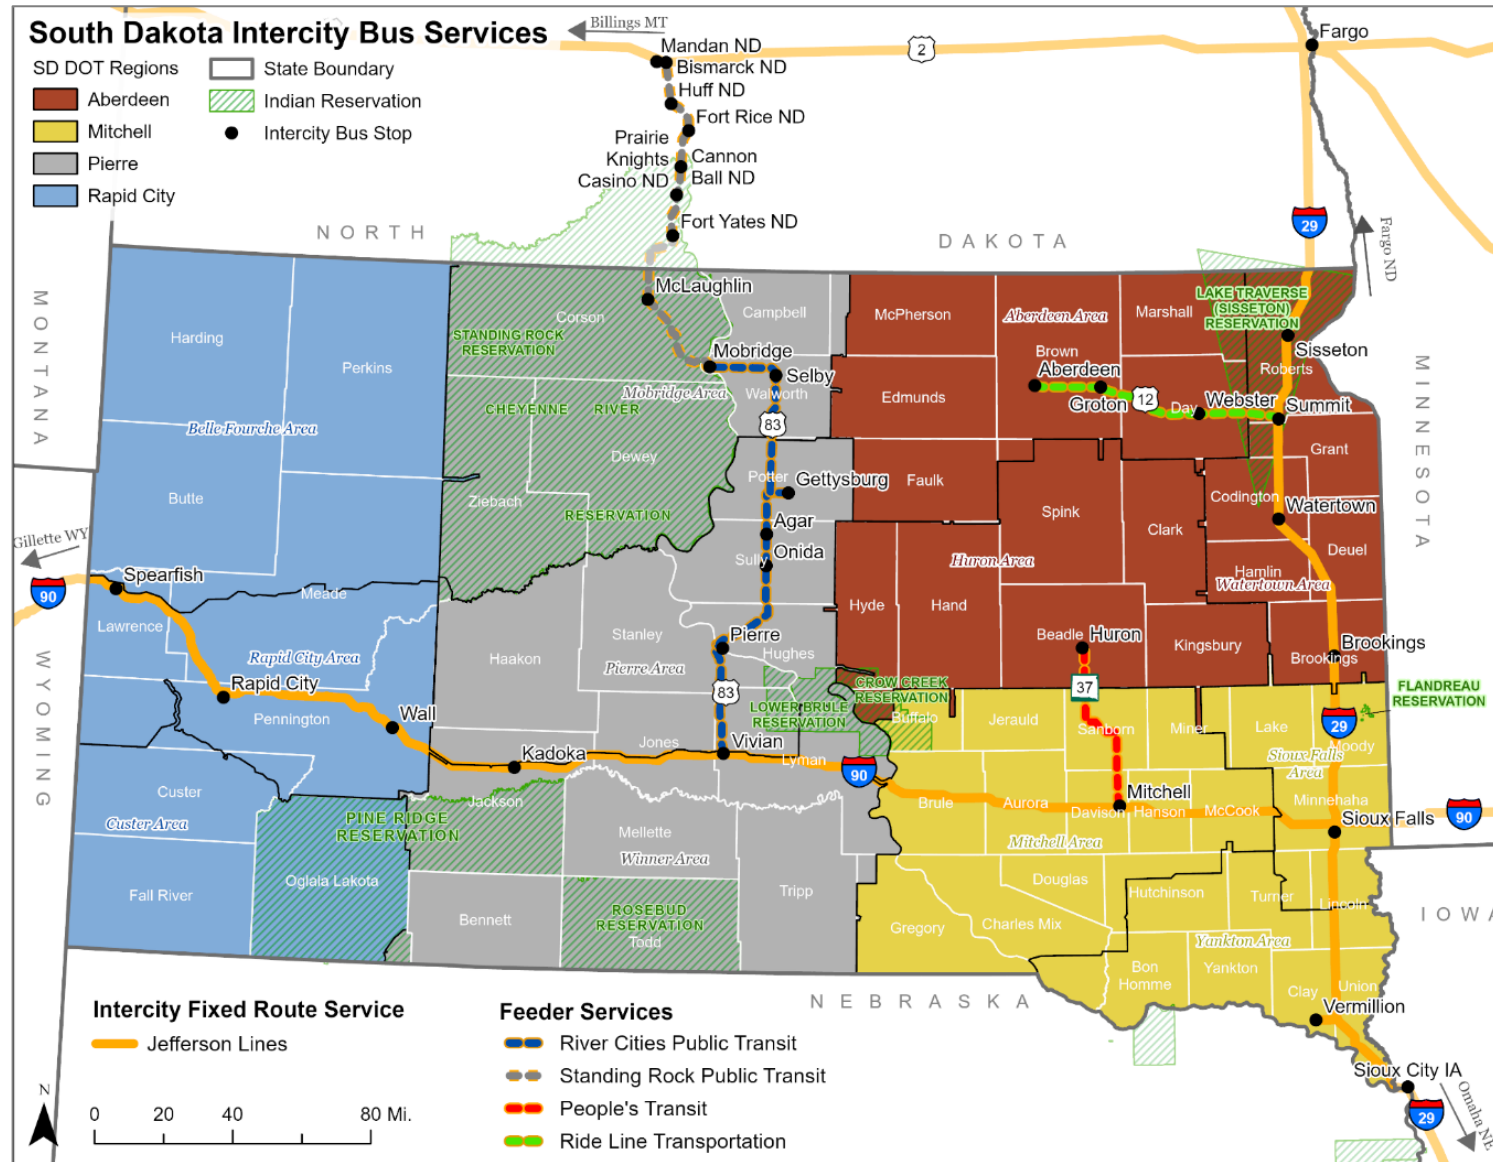 South Dakota Intercity Bus Services
SD DOT Regions
Aberdeen
Mitchell
Pierre
Rapid City
State Boundary
Indian Reservation
Intercity Bus Stop
Billings MT
2
Fargo
Mandan ND
Bismarck ND
Huff ND
Fort Rice ND
Prairie
Knights
Casino ND
Cannon
Ball ND
Fort Yates ND
29
Fargo ND
NORTH
DAKOTA
MONTANA
MINNESOTA
WYOMING
IOWA
NEBRASKA
McLaughlin
Corson
Campbell
McPherson
Aberdeen Area
Marshall
LAKE TRAVERSE
(SISSETON)
RESERVATION
Harding
Perkins
STANDING ROCK
RESERVATION
Mobridge
Selby
Mobridge Area
Walworth
Brown
Aberdeen
Groton
12
Day
Webster
Summit
Sisseton
Roberts
Edmunds
CHEYENNE RIVER
83
Belle Fourche Area
Dewey
Butte
Ziebach
RESERVATION
Potter
Gettysburg
Agar
Onida
Sully
Faulk
Spink
Clark
Codington
Grant
Watertown
Deuel
Hamlin
Watertown Area
Huron Area
Hyde
Hand
Gillette WY
90
Spearfish
Lawrence
Meade
Rapid City Area
Rapid City
Pennington
Wall
Haakon
Stanley
Pierre Area
Pierre
Hughes
83
Beadle
Huron
Kingsbury
Brookings
Brookings
CROW CREEK
RESERVATION
LOWER BRULE
RESERVATION
37
FLANDREAU
RESERVATION
29
Buffalo
Jerauld
Sanborn
Miner
Lake
Moody
Sioux Falls
Area
Kadoka
Jones
Vivian
Lyman
90
Brule
Aurora
Mitchell
Davison
Hanson
McCook
Minnehaha
Sioux Falls
90
Mitchell Area
Custer
Custer Area
Jackson
PINE RIDGE
RESERVATION
Mellette
Winner Area
Fall River
Oglala Lakota
Bennett
ROSEBUD
RESERVATION
Todd
Tripp
Gregory
Charles Mix
Douglas
Hutchinson
Turner
Lincoln
Yankton Area
Bon
Homme
Yankton
Clay
Union
Vermillion
Sioux City IA
29
Omaha NE
Intercity Fixed Route Service
Jefferson Lines
Feeder Services
River Cities Public Transit
Standing Rock Public Transit
People's Transit
Ride Line Transportation
N
0 20 40 80 Mi.